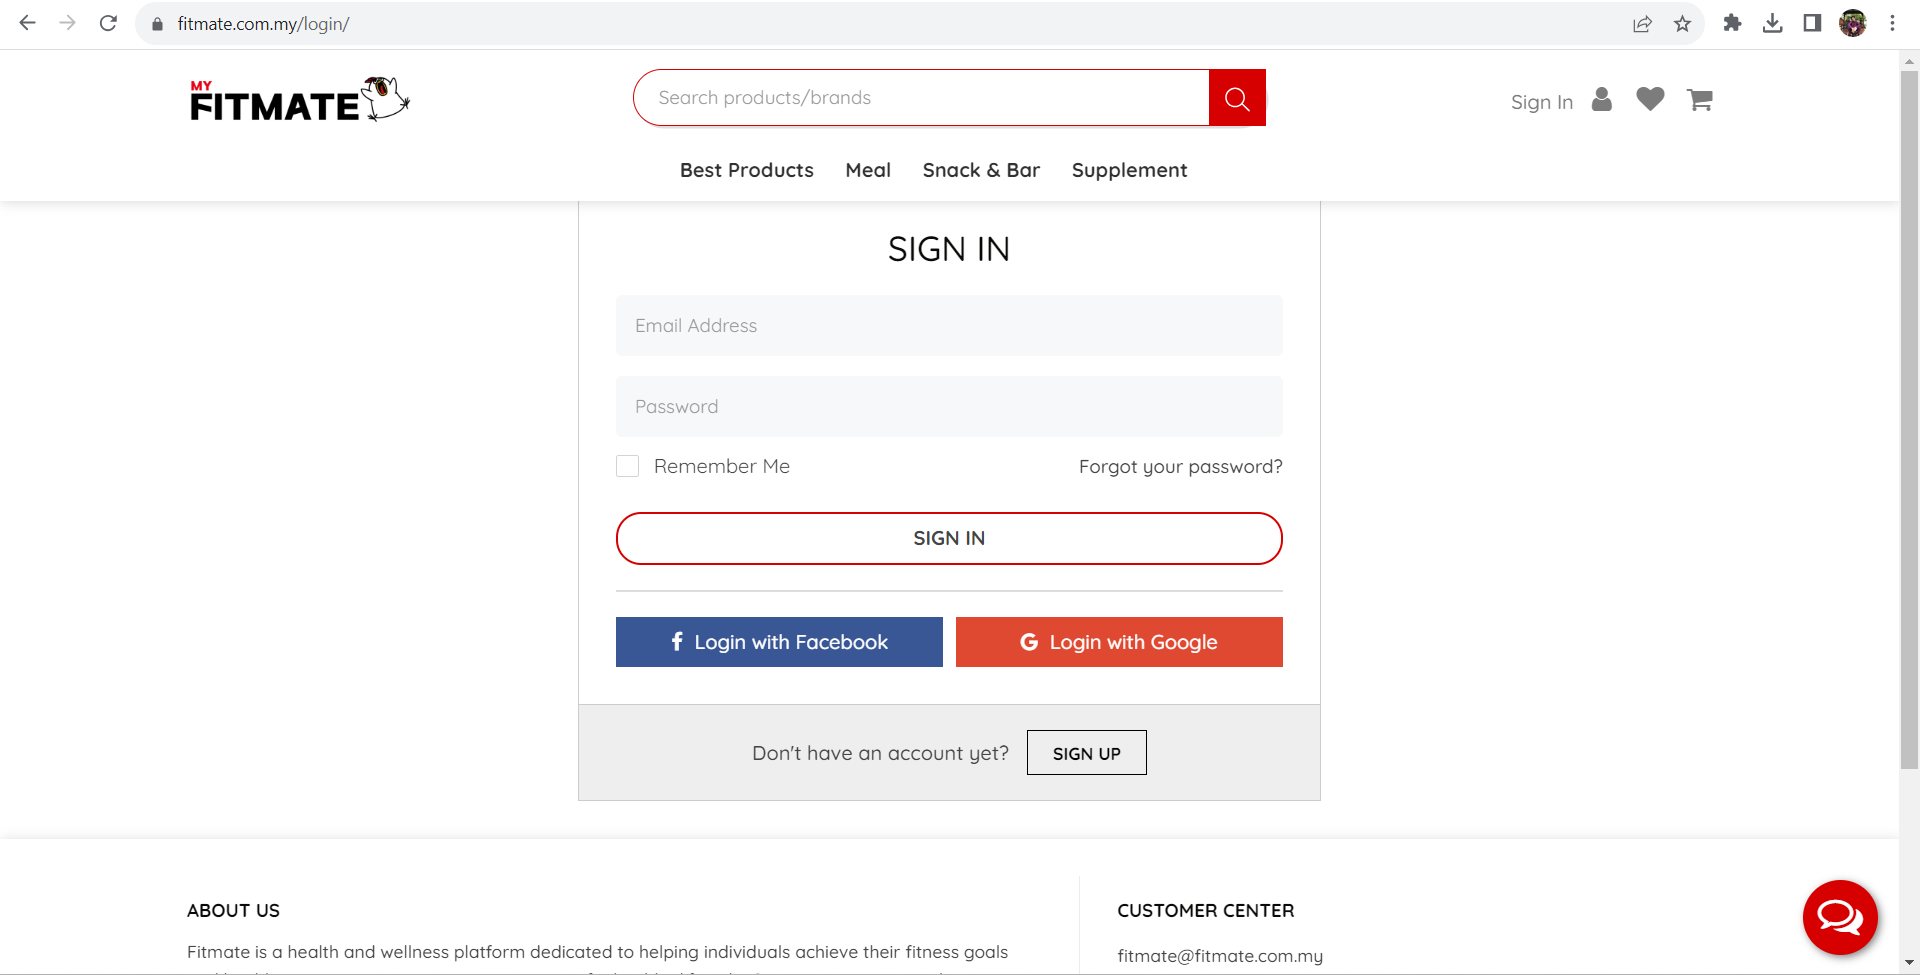 fitmate.com.my/login/
MY
FITMATE
Search products/brands
Sign In
Best Products Meal Snack & Bar Supplement
SIGN IN
Email Address
Password
Remember Me Forgot your password?
SIGN IN
Login with Facebook G Login with Google
Don't have an account yet? SIGN UP
ABOUT US
Fitmate is a health and wellness platform dedicated to helping individuals achieve their fitness goals
CUSTOMER CENTER
fitmate@fitmate.com.my